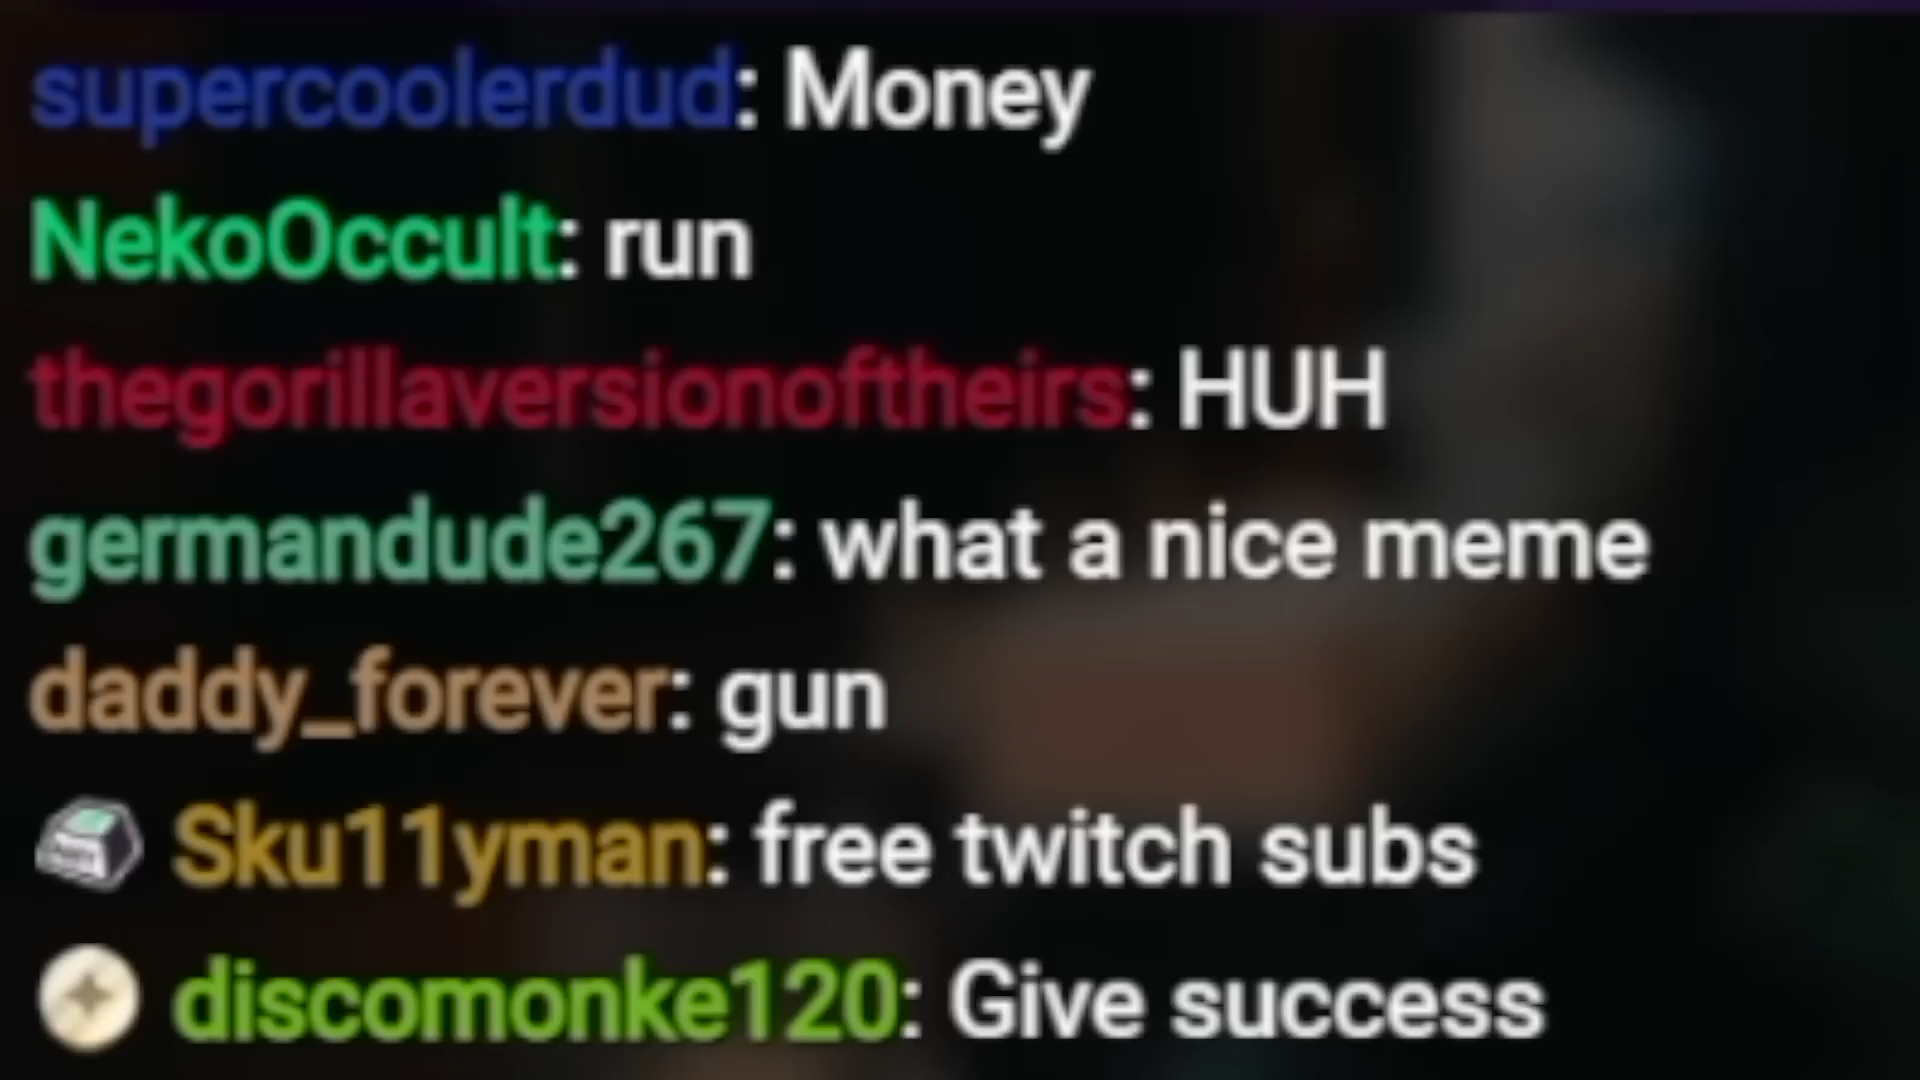 supercoolerdud: Money
NekoOccult: run
thegorillaversionoftheirs: HUH
germandude267: what a nice meme
daddy_forever: gun
Sku11yman: free twitch subs
discomonke120: Give success